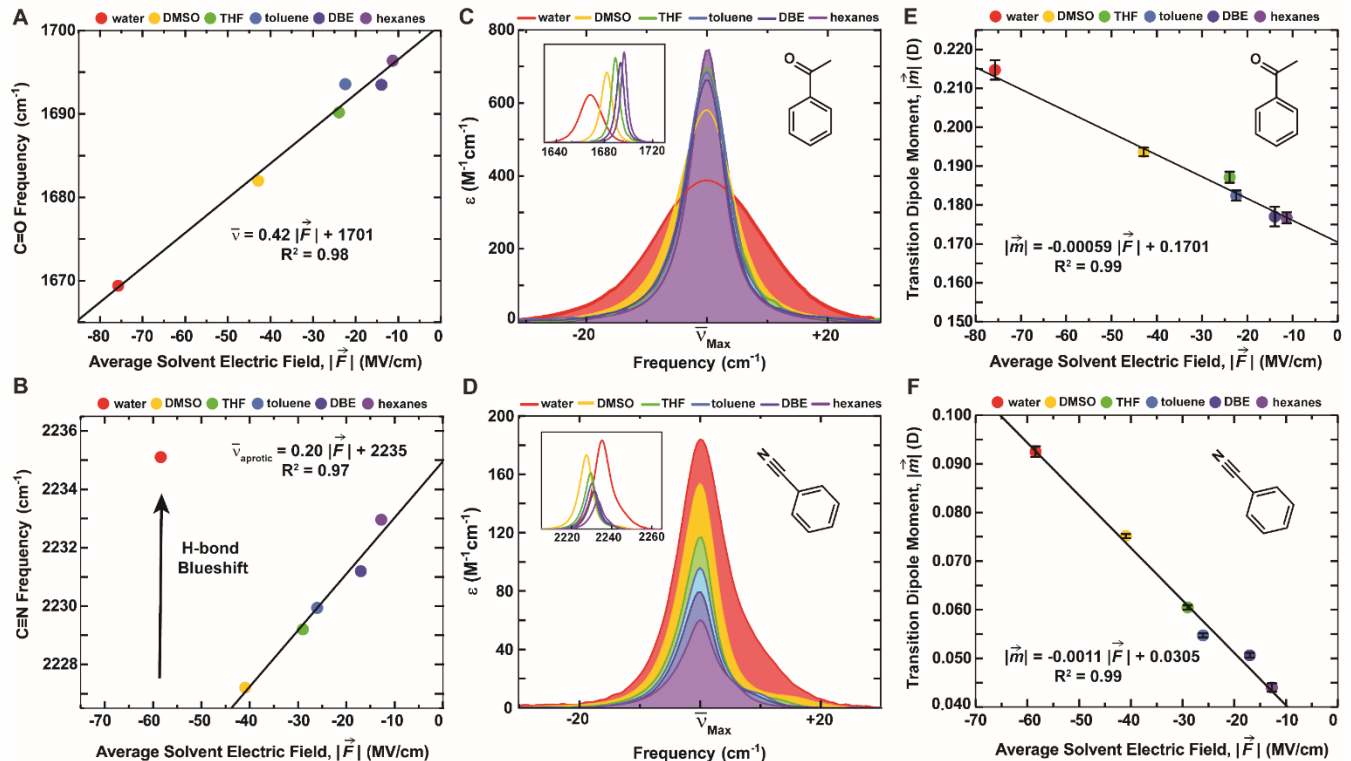 A
water DMSO THF toluene DBE hexanes
C=O Frequency (cm⁻¹)
1700
1690
1680
1670
ν̅ = 0.42 |F⃗| + 1701
R² = 0.98
-80 -70 -60 -50 -40 -30 -20 -10 0
Average Solvent Electric Field, |F⃗| (MV/cm)
C
water DMSO THF toluene DBE hexanes
ε (M⁻¹cm⁻¹)
800
600
400
200
0
1640 1680 1720
O
-20 ν̅Max +20
Frequency (cm⁻¹)
E
water DMSO THF toluene DBE hexanes
Transition Dipole Moment, |m⃗| (D)
0.220
0.210
0.200
0.190
0.180
0.170
0.160
0.150
O
|m⃗| = -0.00059 |F⃗| + 0.1701
R² = 0.99
-80 -70 -60 -50 -40 -30 -20 -10 0
Average Solvent Electric Field, |F⃗| (MV/cm)
B
water DMSO THF toluene DBE hexanes
C≡N Frequency (cm⁻¹)
2236
2234
2232
2230
2228
ν̅aprotic = 0.20 |F⃗| + 2235
R² = 0.97
H-bond
Blueshift
-70 -60 -50 -40 -30 -20 -10 0
Average Solvent Electric Field, |F⃗| (MV/cm)
D
water DMSO THF toluene DBE hexanes
ε (M⁻¹cm⁻¹)
200
160
120
80
40
0
2220 2240 2260
N
-20 ν̅Max +20
Frequency (cm⁻¹)
F
water DMSO THF toluene DBE hexanes
Transition Dipole Moment, |m⃗| (D)
0.100
0.090
0.080
0.070
0.060
0.050
0.040
N
|m⃗| = -0.0011 |F⃗| + 0.0305
R² = 0.99
-70 -60 -50 -40 -30 -20 -10 0
Average Solvent Electric Field, |F⃗| (MV/cm)